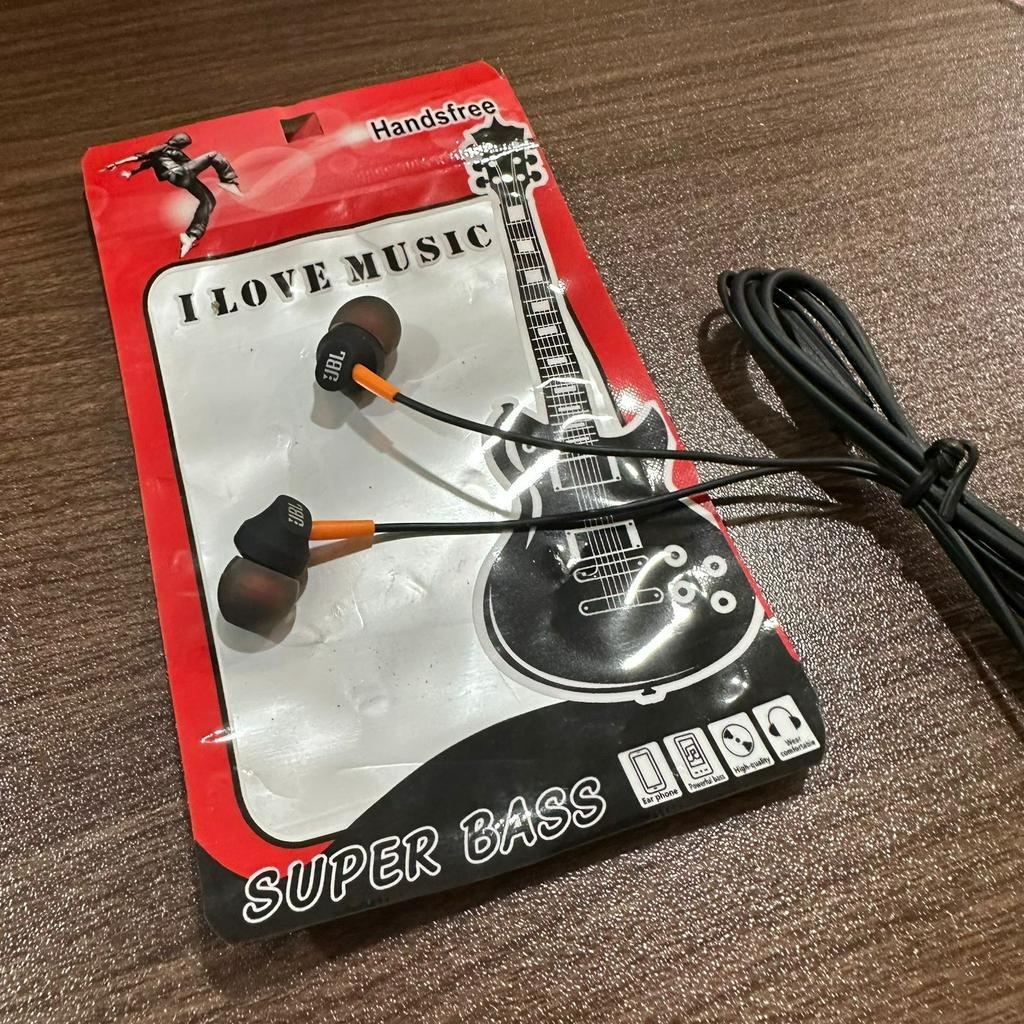 Handsfree
I LOVE MUSIC
JBL
JBL
Ear phone
Powerful bass
High-quality
Wear
comfortable
SUPER BASS